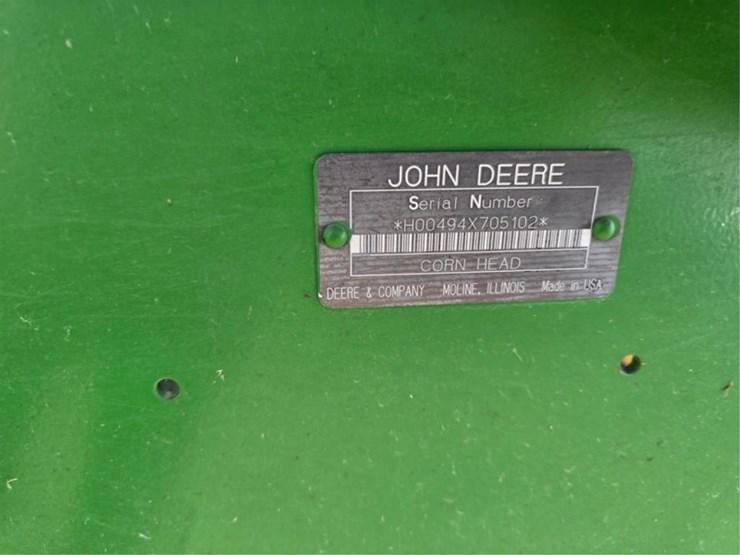 JOHN DEERE
Serial Number
*H00494X705102*
CORN HEAD
DEERE & COMPANY MOLINE, ILLINOIS Made in USA